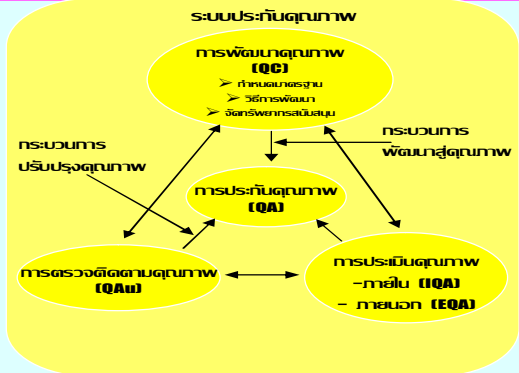 ระบบประกันคุณภาพ
การพัฒนาคุณภาพ
(QC)
➢ กำหนดมาตรฐาน
➢ วิธีการพัฒนา
➢ จัดทรัพยากรสนับสนุน
กระบวนการ
ปรับปรุงคุณภาพ
กระบวนการ
พัฒนาสู่คุณภาพ
การประกันคุณภาพ
(QA)
การตรวจติดตามคุณภาพ
(QAu)
การประเมินคุณภาพ
-ภายใน (IQA)
- ภายนอก (EQA)